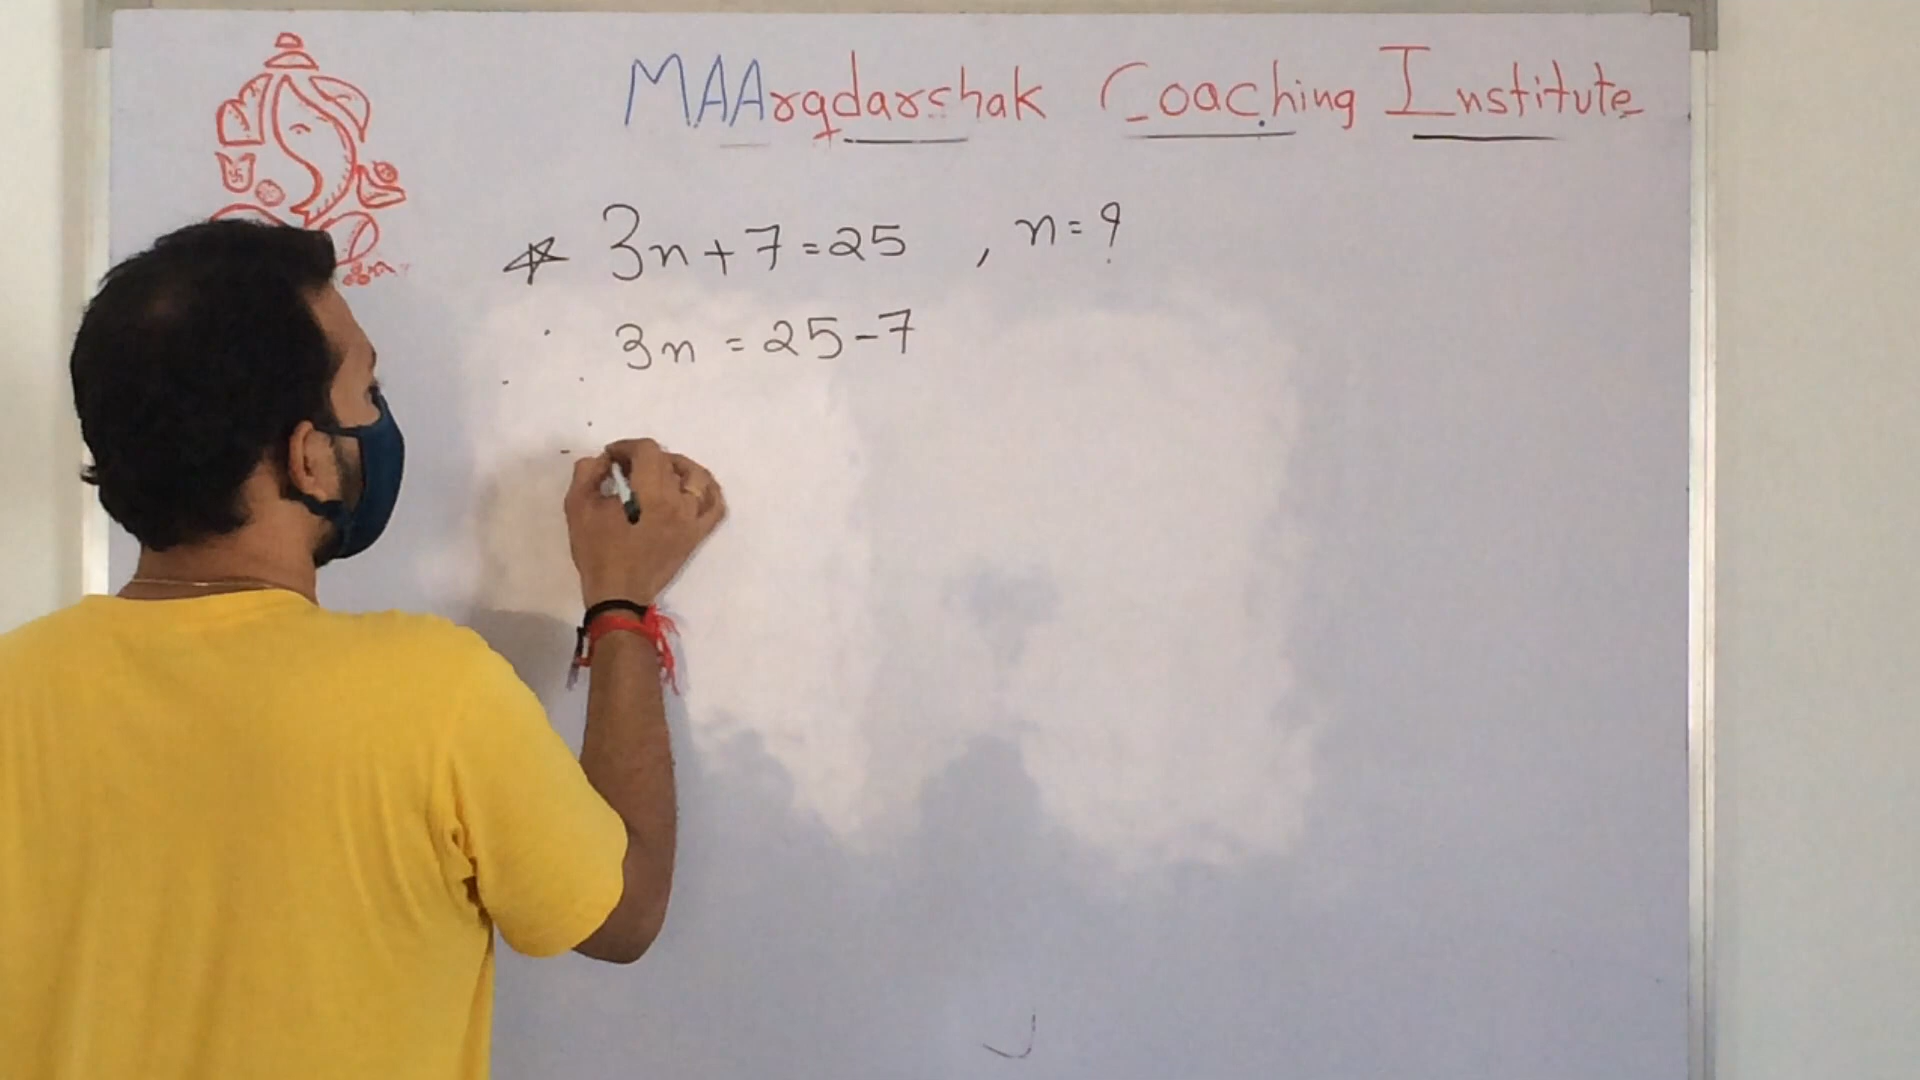 MAArgdarshak Coaching Institute
* 3n+7=25 , n=?
3n = 25-7